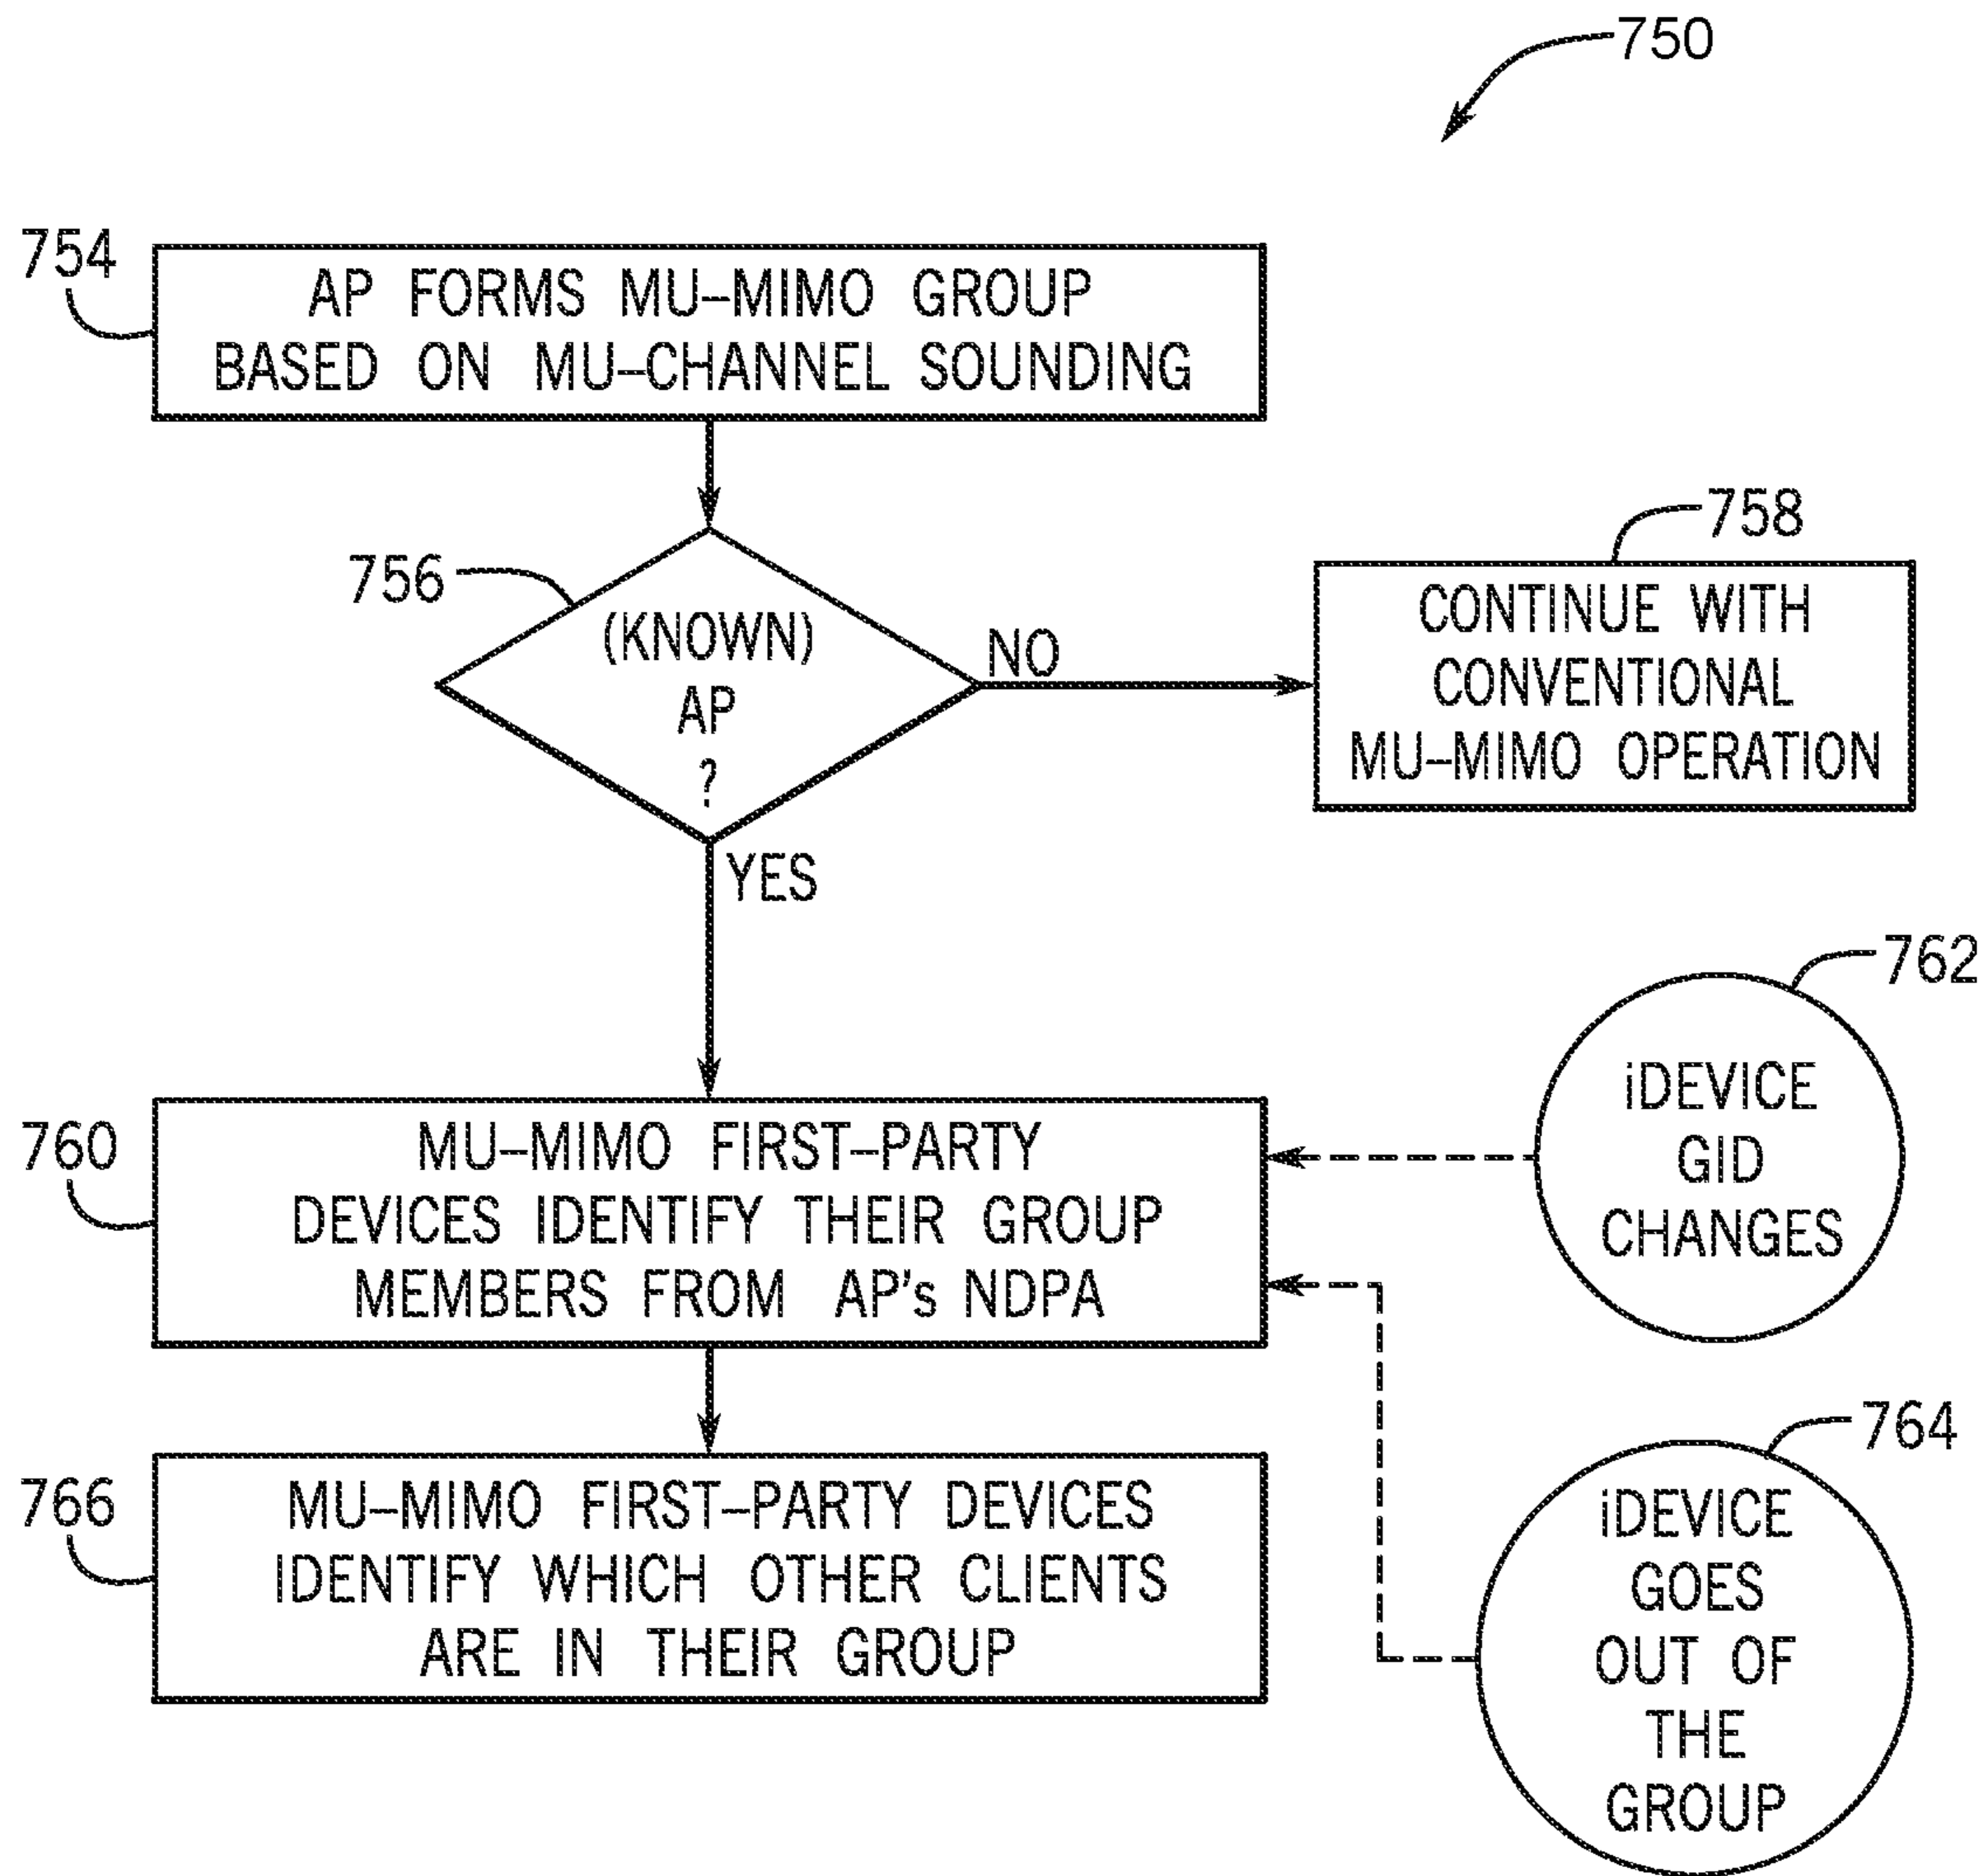 750
754
AP FORMS MU–MIMO GROUP
BASED ON MU–CHANNEL SOUNDING
756
(KNOWN)
AP
?
NO
758
CONTINUE WITH
CONVENTIONAL
MU–MIMO OPERATION
YES
760
MU–MIMO FIRST–PARTY
DEVICES IDENTIFY THEIR GROUP
MEMBERS FROM AP's NDPA
762
iDEVICE
GID
CHANGES
764
iDEVICE
GOES
OUT OF
THE
GROUP
766
MU–MIMO FIRST–PARTY DEVICES
IDENTIFY WHICH OTHER CLIENTS
ARE IN THEIR GROUP